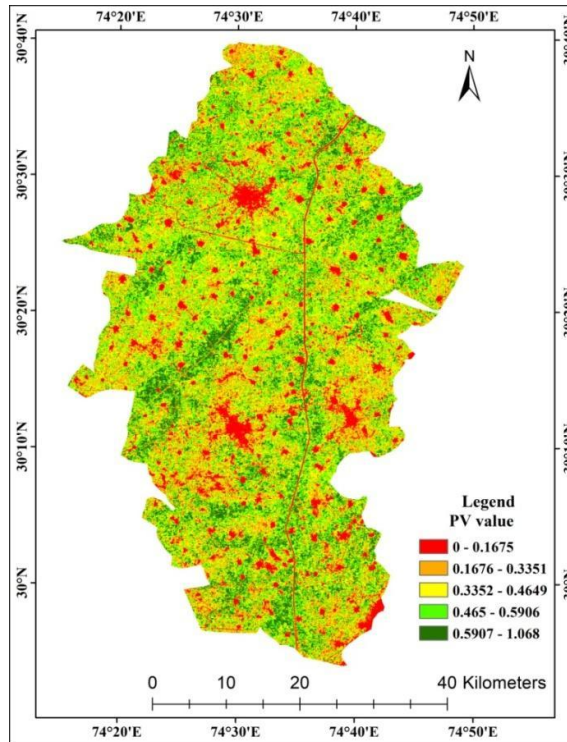 74°20'E 74°30'E 74°40'E 74°50'E
30°40'N
N
30°30'N
30°20'N
30°10'N
30°0'N
Legend
PV value
0 - 0.1675
0.1676 - 0.3351
0.3352 - 0.4649
0.465 - 0.5906
0.5907 - 1.068
0 10 20 40 Kilometers
74°20'E 74°30'E 74°40'E 74°50'E